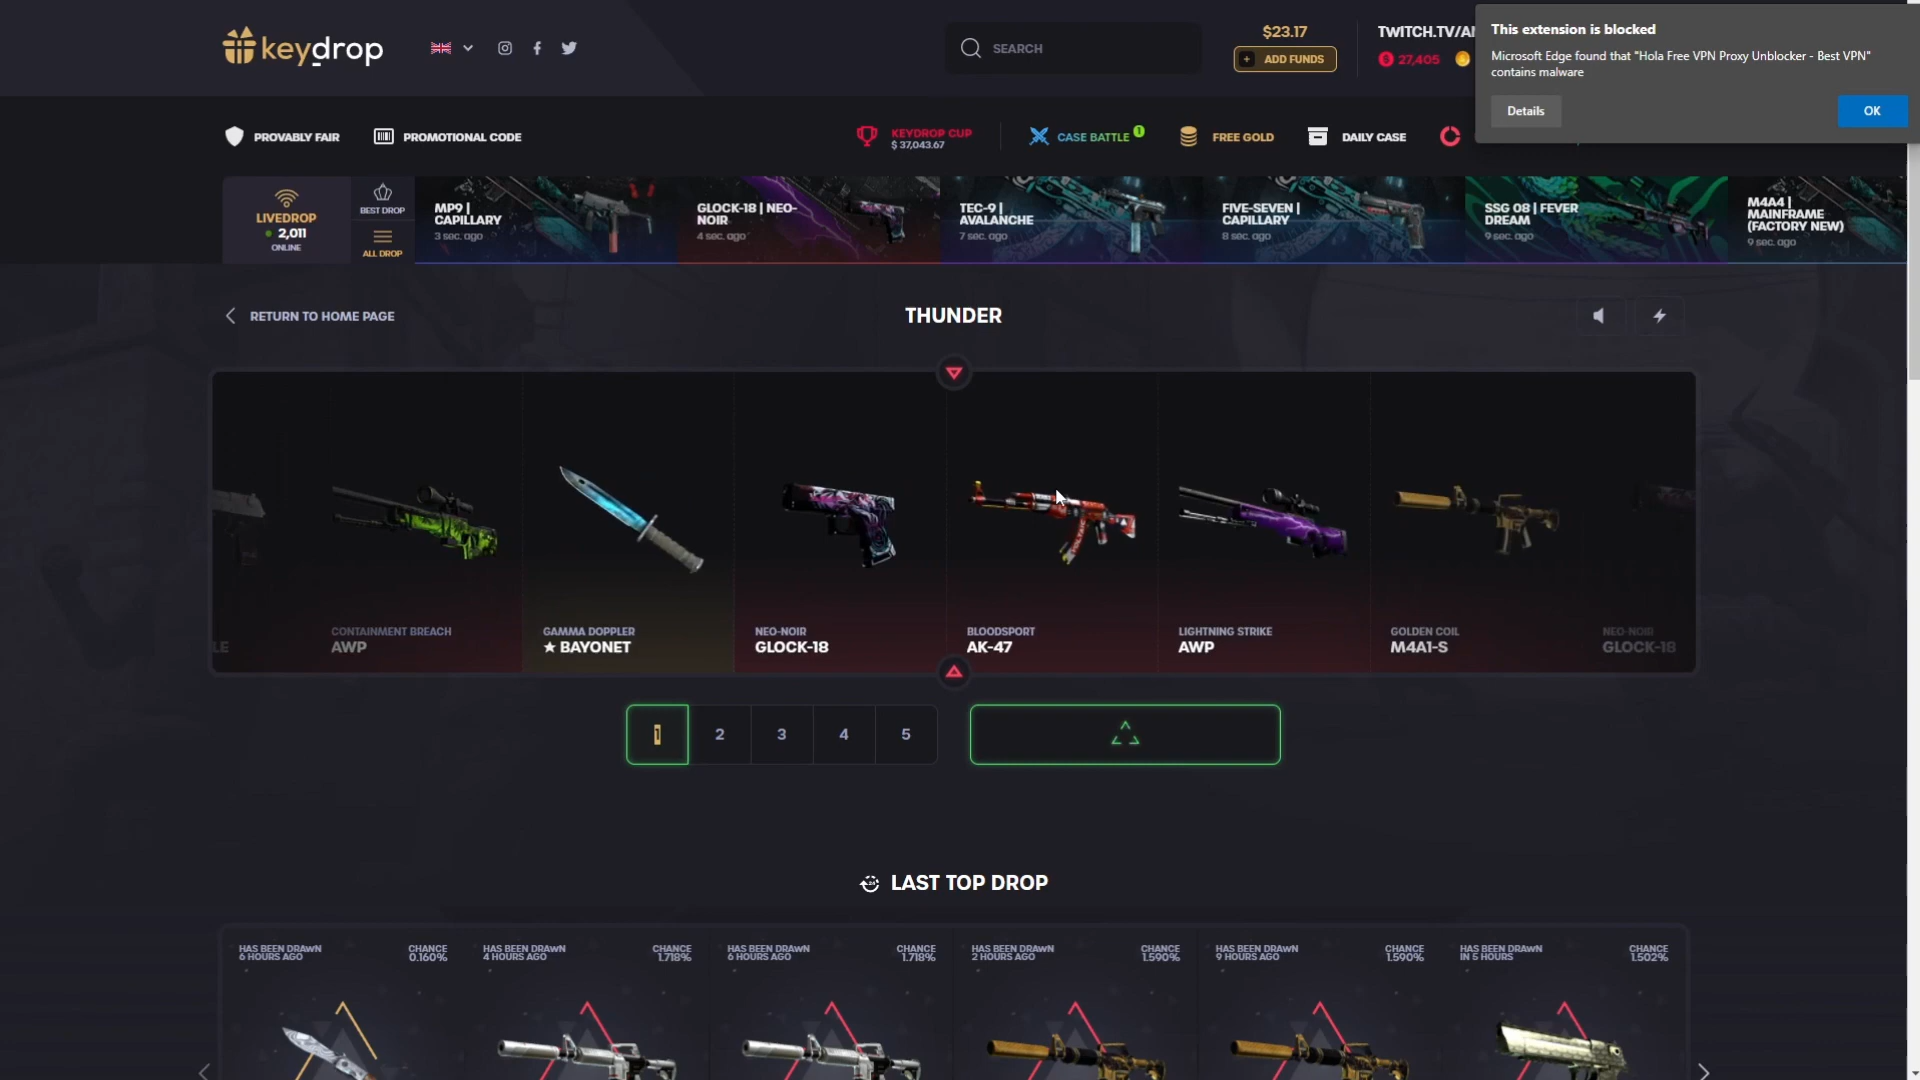 keydrop
SEARCH
$23.17
+ ADD FUNDS
TWITCH.TV/A
27,405
This extension is blocked
Microsoft Edge found that "Hola Free VPN Proxy Unblocker - Best VPN"
contains malware
Details
OK
PROVABLY FAIR
PROMOTIONAL CODE
KEYDROP CUP
$ 37,043.67
CASE BATTLE 1
FREE GOLD
DAILY CASE
LIVEDROP
2,011
ONLINE
BEST DROP
ALL DROP
MP9 |
CAPILLARY
3 sec. ago
GLOCK-18 | NEO-
NOIR
4 sec. ago
TEC-9 |
AVALANCHE
7 sec. ago
FIVE-SEVEN |
CAPILLARY
8 sec. ago
SSG 08 | FEVER
DREAM
9 sec. ago
M4A4 |
MAINFRAME
(FACTORY NEW)
9 sec. ago
RETURN TO HOME PAGE
THUNDER
LE
CONTAINMENT BREACH
AWP
GAMMA DOPPLER
★ BAYONET
NEO-NOIR
GLOCK-18
BLOODSPORT
AK-47
LIGHTNING STRIKE
AWP
GOLDEN COIL
M4A1-S
NEO-NOIR
GLOCK-18
1
2
3
4
5
LAST TOP DROP
HAS BEEN DRAWN
6 HOURS AGO
CHANCE
0.160%
HAS BEEN DRAWN
4 HOURS AGO
CHANCE
1.718%
HAS BEEN DRAWN
6 HOURS AGO
CHANCE
1.718%
HAS BEEN DRAWN
2 HOURS AGO
CHANCE
1.590%
HAS BEEN DRAWN
9 HOURS AGO
CHANCE
1.590%
HAS BEEN DRAWN
IN 5 HOURS
CHANCE
1.502%